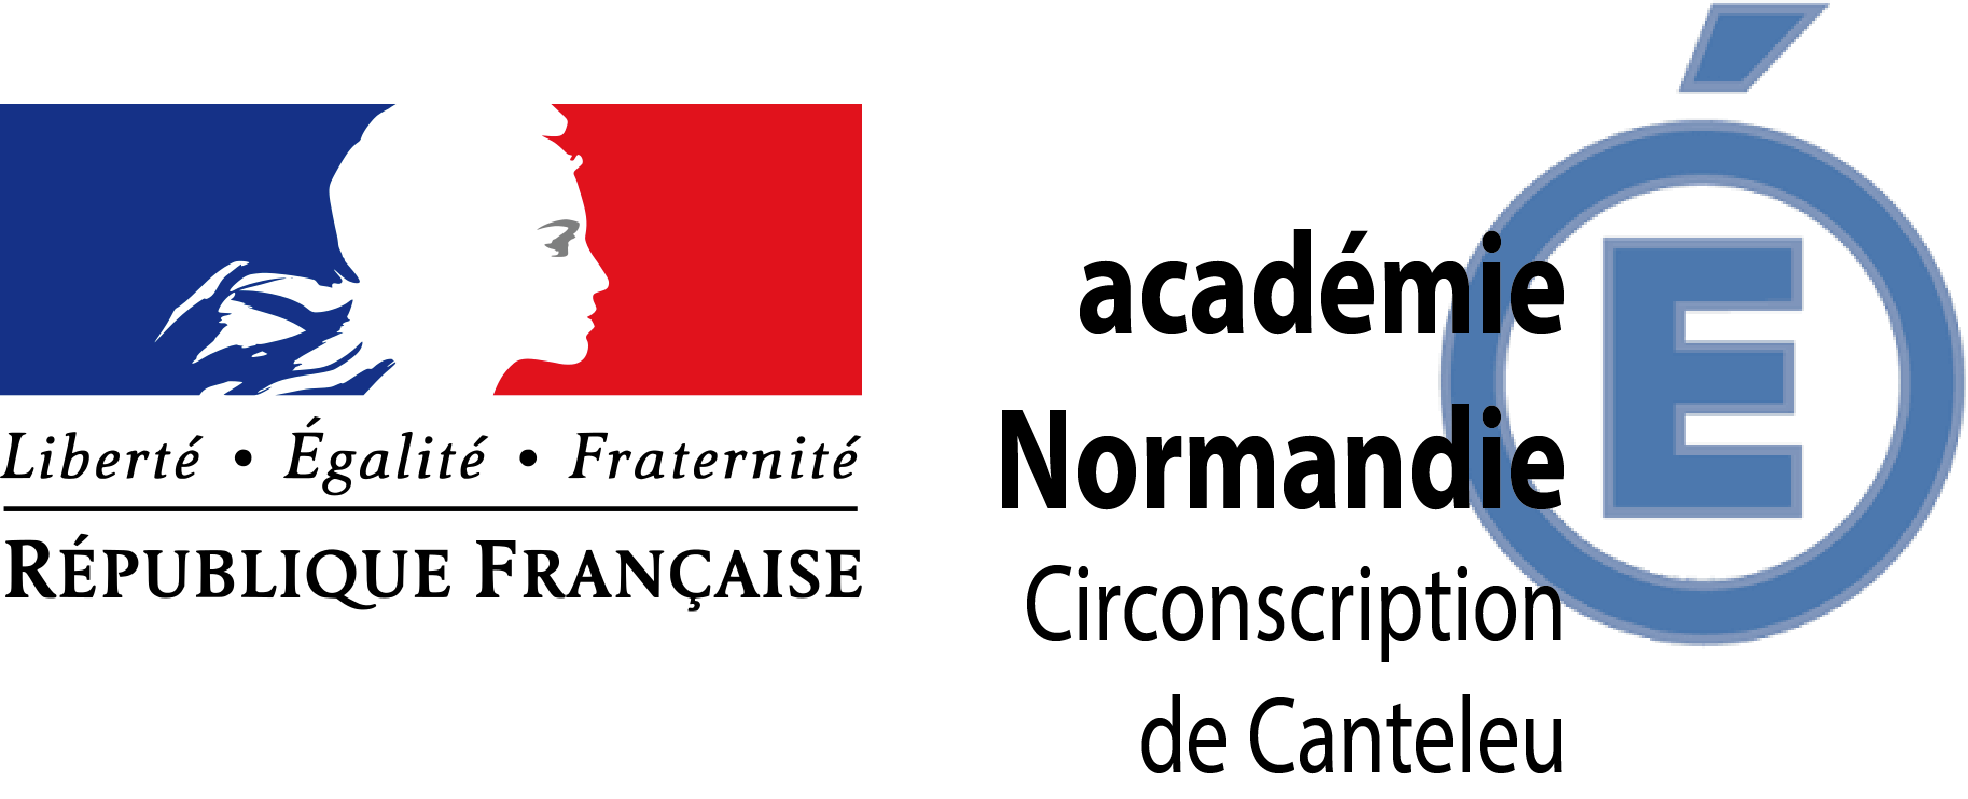 Liberté • Égalité • Fraternité
RÉPUBLIQUE FRANÇAISE
académie
Normandie
Circonscription
de Canteleu
É